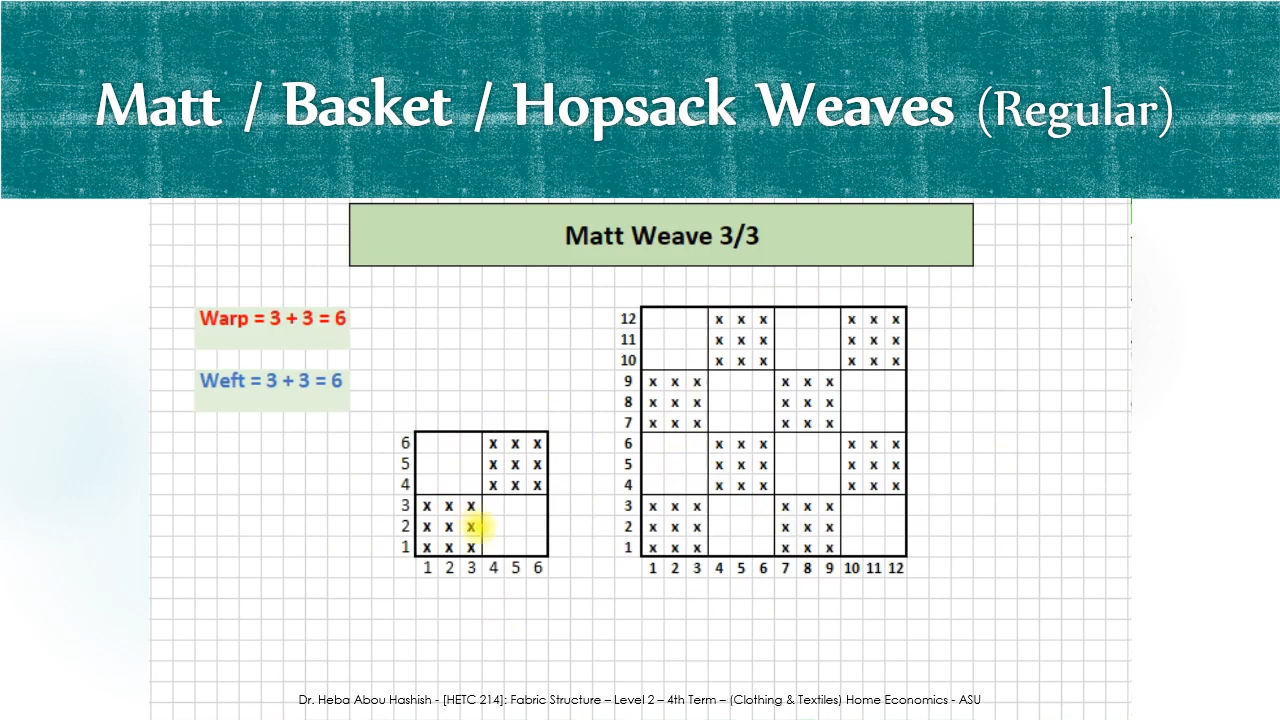 Matt / Basket / Hopsack Weaves (Regular)
Matt Weave 3/3
Warp = 3 + 3 = 6
Weft = 3 + 3 = 6
6 x x x
5 x x x
4 x x x
3 x x x
2 x x x
1 x x x
1 2 3 4 5 6
12 x x x x x x
11 x x x x x x
10 x x x x x x
9 x x x x x x
8 x x x x x x
7 x x x x x x
6 x x x x x x
5 x x x x x x
4 x x x x x x
3 x x x x x x
2 x x x x x x
1 x x x x x x
1 2 3 4 5 6 7 8 9 10 11 12
Dr. Heba Abou Hashish - [HETC 214]: Fabric Structure – Level 2 – 4th Term – (Clothing & Textiles) Home Economics - ASU